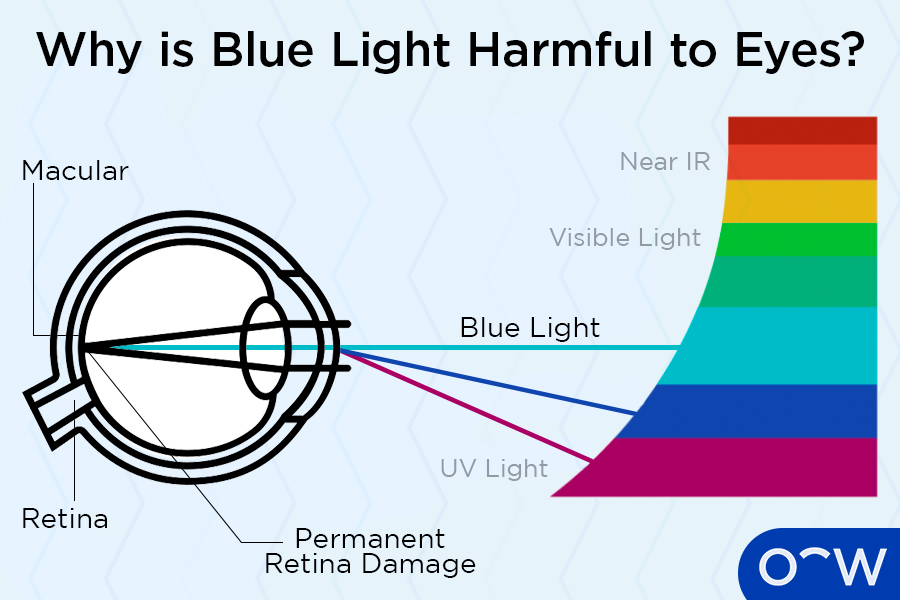 Why is Blue Light Harmful to Eyes?
Macular
Near IR
Visible Light
Blue Light
UV Light
Retina
Permanent
Retina Damage